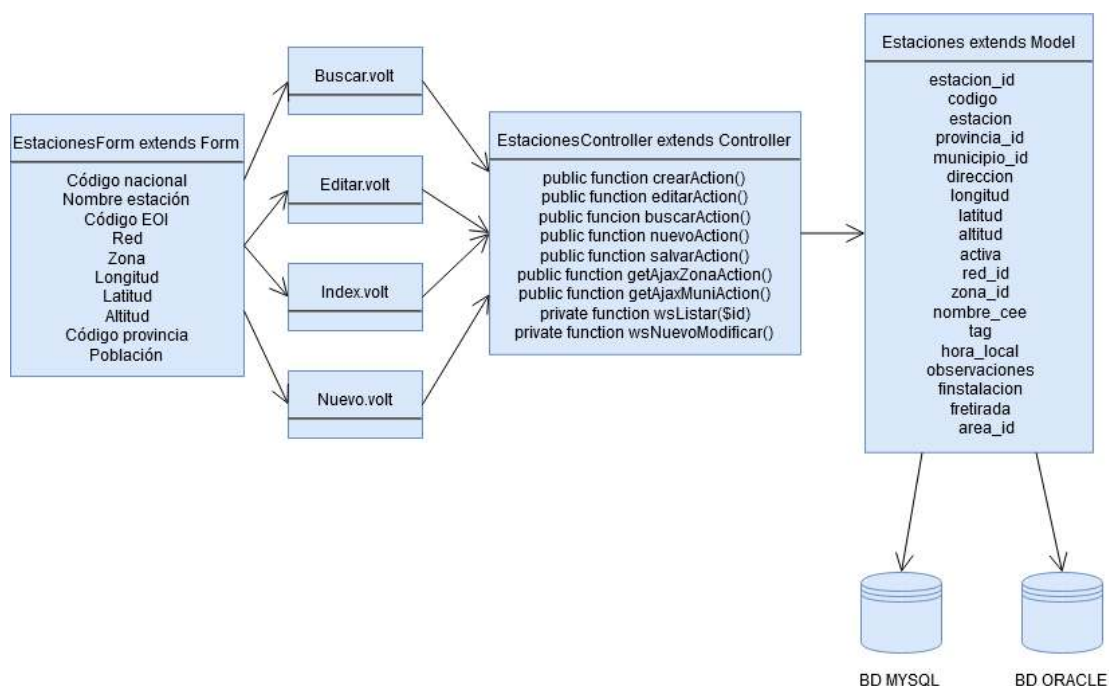 EstacionesForm extends Form
Código nacional
Nombre estación
Código EOI
Red
Zona
Longitud
Latitud
Altitud
Código provincia
Población
Buscar.volt
Editar.volt
Index.volt
Nuevo.volt
EstacionesController extends Controller
public function crearAction()
public function editarAction()
public funcion buscarAction()
public function nuevoAction()
public function salvarAction()
public function getAjaxZonaAction()
public function getAjaxMuniAction()
private function wsListar($id)
private function wsNuevoModificar()
Estaciones extends Model
estacion_id
codigo
estacion
provincia_id
municipio_id
direccion
longitud
latitud
altitud
activa
red_id
zona_id
nombre_cee
tag
hora_local
observaciones
finstalacion
fretirada
area_id
BD MYSQL
BD ORACLE